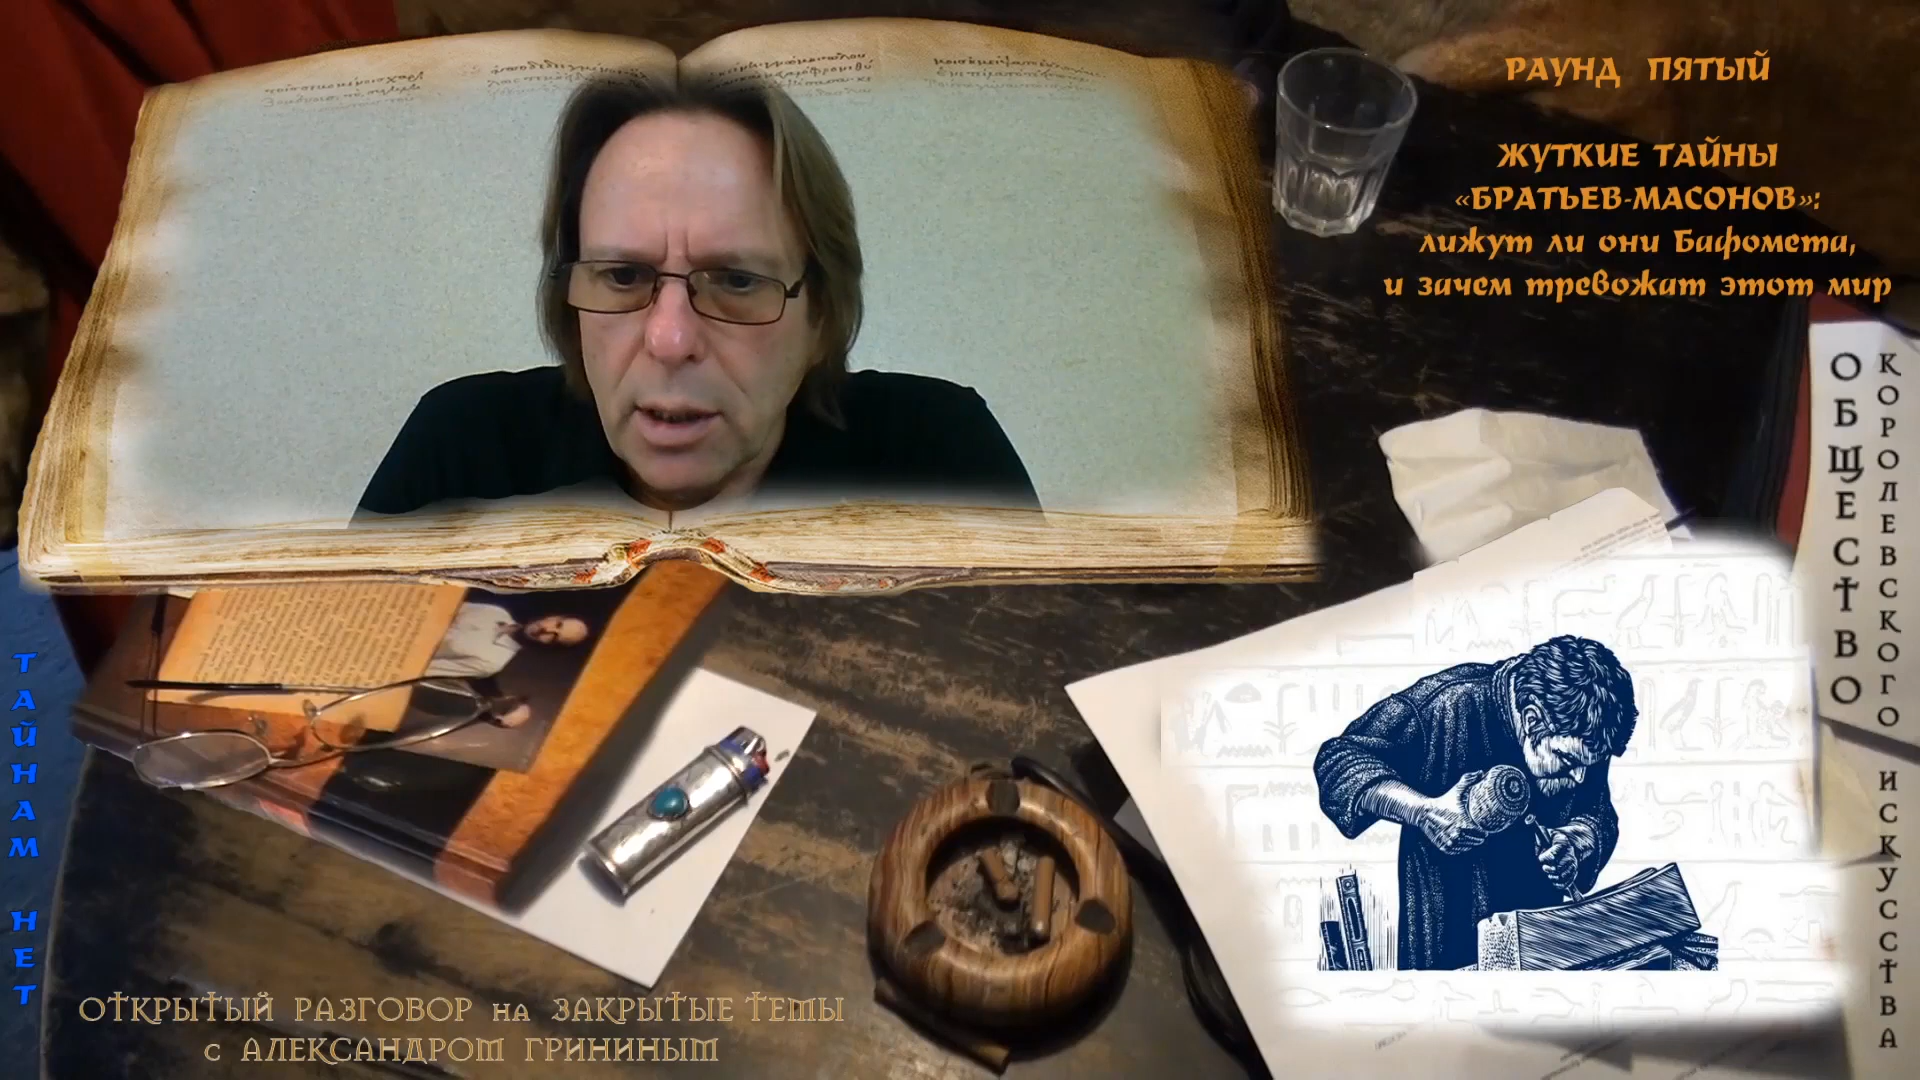 РАУНД ПЯТЫЙ
ЖУТКИЕ ТАЙНЫ
«БРАТЬЕВ-МАСОНОВ»:
лижут ли они Бафомета,
и зачем тревожат этот мир
ОБЩЕСТВО
КОРОЛЕВСКОГО ИСКУССТВА
ТАЙНАМ НЕТ
ОТКРЫТЫЙ РАЗГОВОР на ЗАКРЫТЫЕ ТЕМЫ
с АЛЕКСАНДРОМ ГРИНИНЫМ